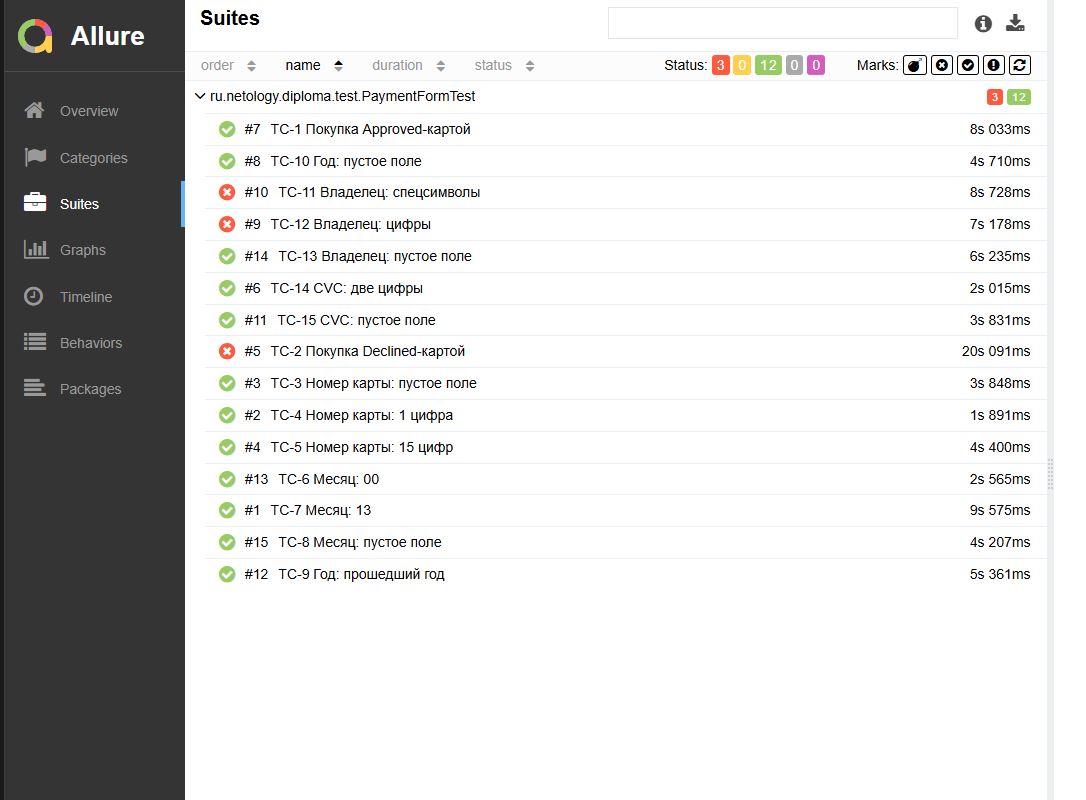 Allure
Overview
Categories
Suites
Graphs
Timeline
Behaviors
Packages
Suites
order name duration status Status: 3 0 12 0 0 Marks:
ru.netology.diploma.test.PaymentFormTest 3 12
#7 TC-1 Покупка Approved-картой 8s 033ms
#8 TC-10 Год: пустое поле 4s 710ms
#10 TC-11 Владелец: спецсимволы 8s 728ms
#9 TC-12 Владелец: цифры 7s 178ms
#14 TC-13 Владелец: пустое поле 6s 235ms
#6 TC-14 CVC: две цифры 2s 015ms
#11 TC-15 CVC: пустое поле 3s 831ms
#5 TC-2 Покупка Declined-картой 20s 091ms
#3 TC-3 Номер карты: пустое поле 3s 848ms
#2 TC-4 Номер карты: 1 цифра 1s 891ms
#4 TC-5 Номер карты: 15 цифр 4s 400ms
#13 TC-6 Месяц: 00 2s 565ms
#1 TC-7 Месяц: 13 9s 575ms
#15 TC-8 Месяц: пустое поле 4s 207ms
#12 TC-9 Год: прошедший год 5s 361ms